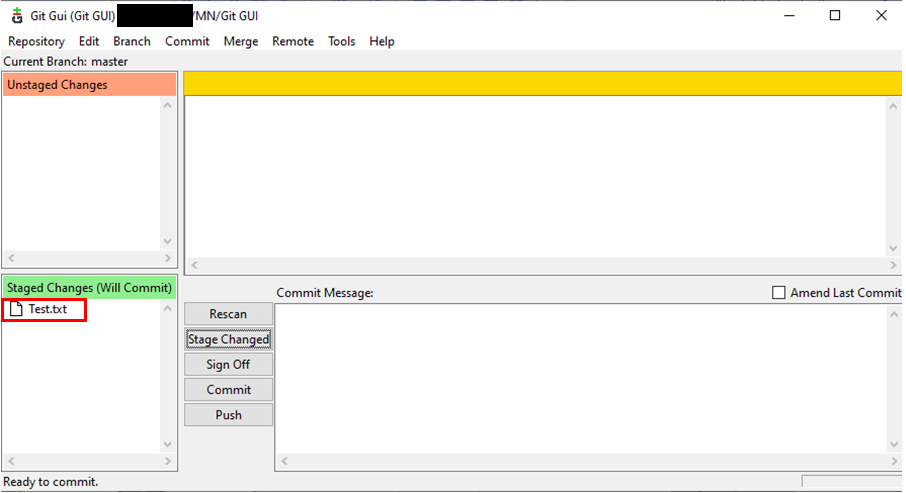 Git Gui (Git GUI) /MN/Git GUI
Repository Edit Branch Commit Merge Remote Tools Help
Current Branch: master
Unstaged Changes
Staged Changes (Will Commit)
Test.txt
Commit Message:
Amend Last Commit
Rescan
Stage Changed
Sign Off
Commit
Push
Ready to commit.